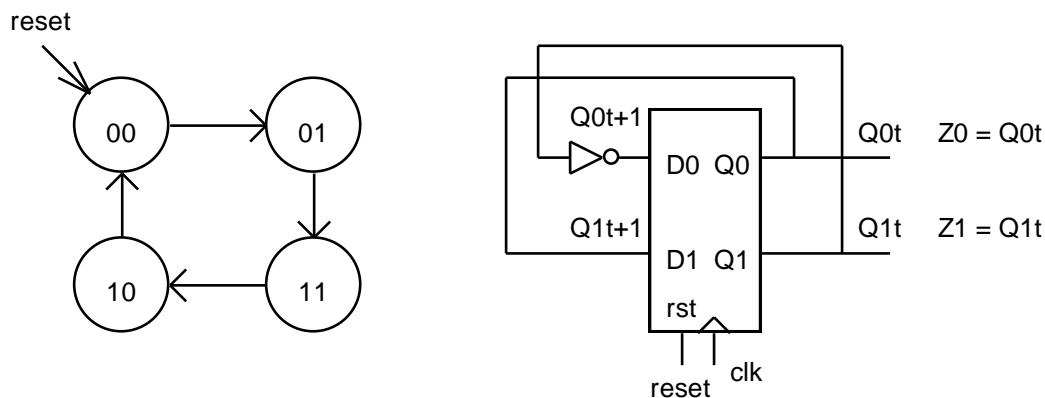 reset
00
01
10
11
Q0t+1
D0 Q0
Q0t Z0 = Q0t
Q1t+1
D1 Q1
Q1t Z1 = Q1t
rst
reset
clk